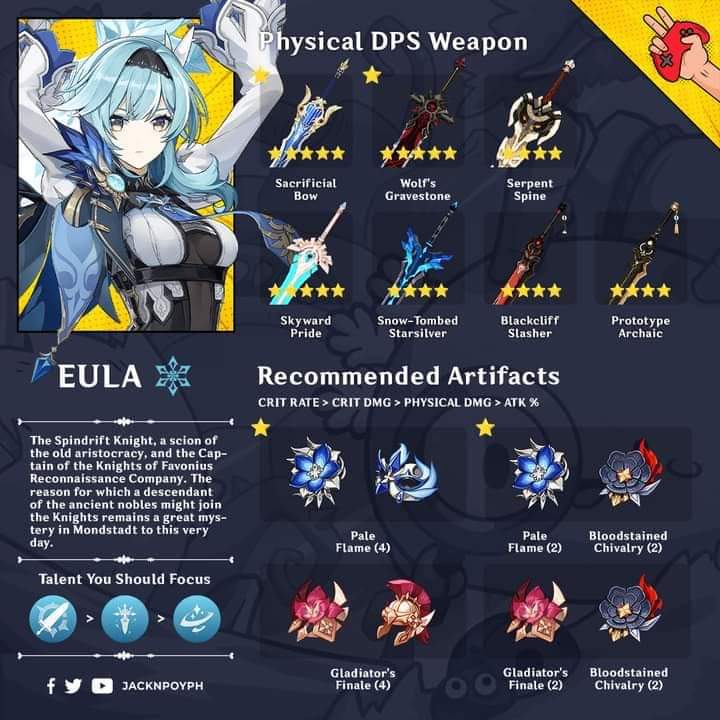 Physical DPS Weapon
Sacrificial
Bow
Wolf's
Gravestone
Serpent
Spine
Skyward
Pride
Snow-Tombed
Starsilver
Blackcliff
Slasher
Prototype
Archaic
EULA
The Spindrift Knight, a scion of
the old aristocracy, and the Cap-
tain of the Knights of Favonius
Reconnaissance Company. The
reason for which a descendant
of the ancient nobles might join
the Knights remains a great mys-
tery in Mondstadt to this very
day.
Talent You Should Focus
> >
JACKNPOYPH
Recommended Artifacts
CRIT RATE > CRIT DMG > PHYSICAL DMG > ATK %
Pale
Flame (4)
Pale
Flame (2)
Bloodstained
Chivalry (2)
Gladiator's
Finale (4)
Gladiator's
Finale (2)
Bloodstained
Chivalry (2)